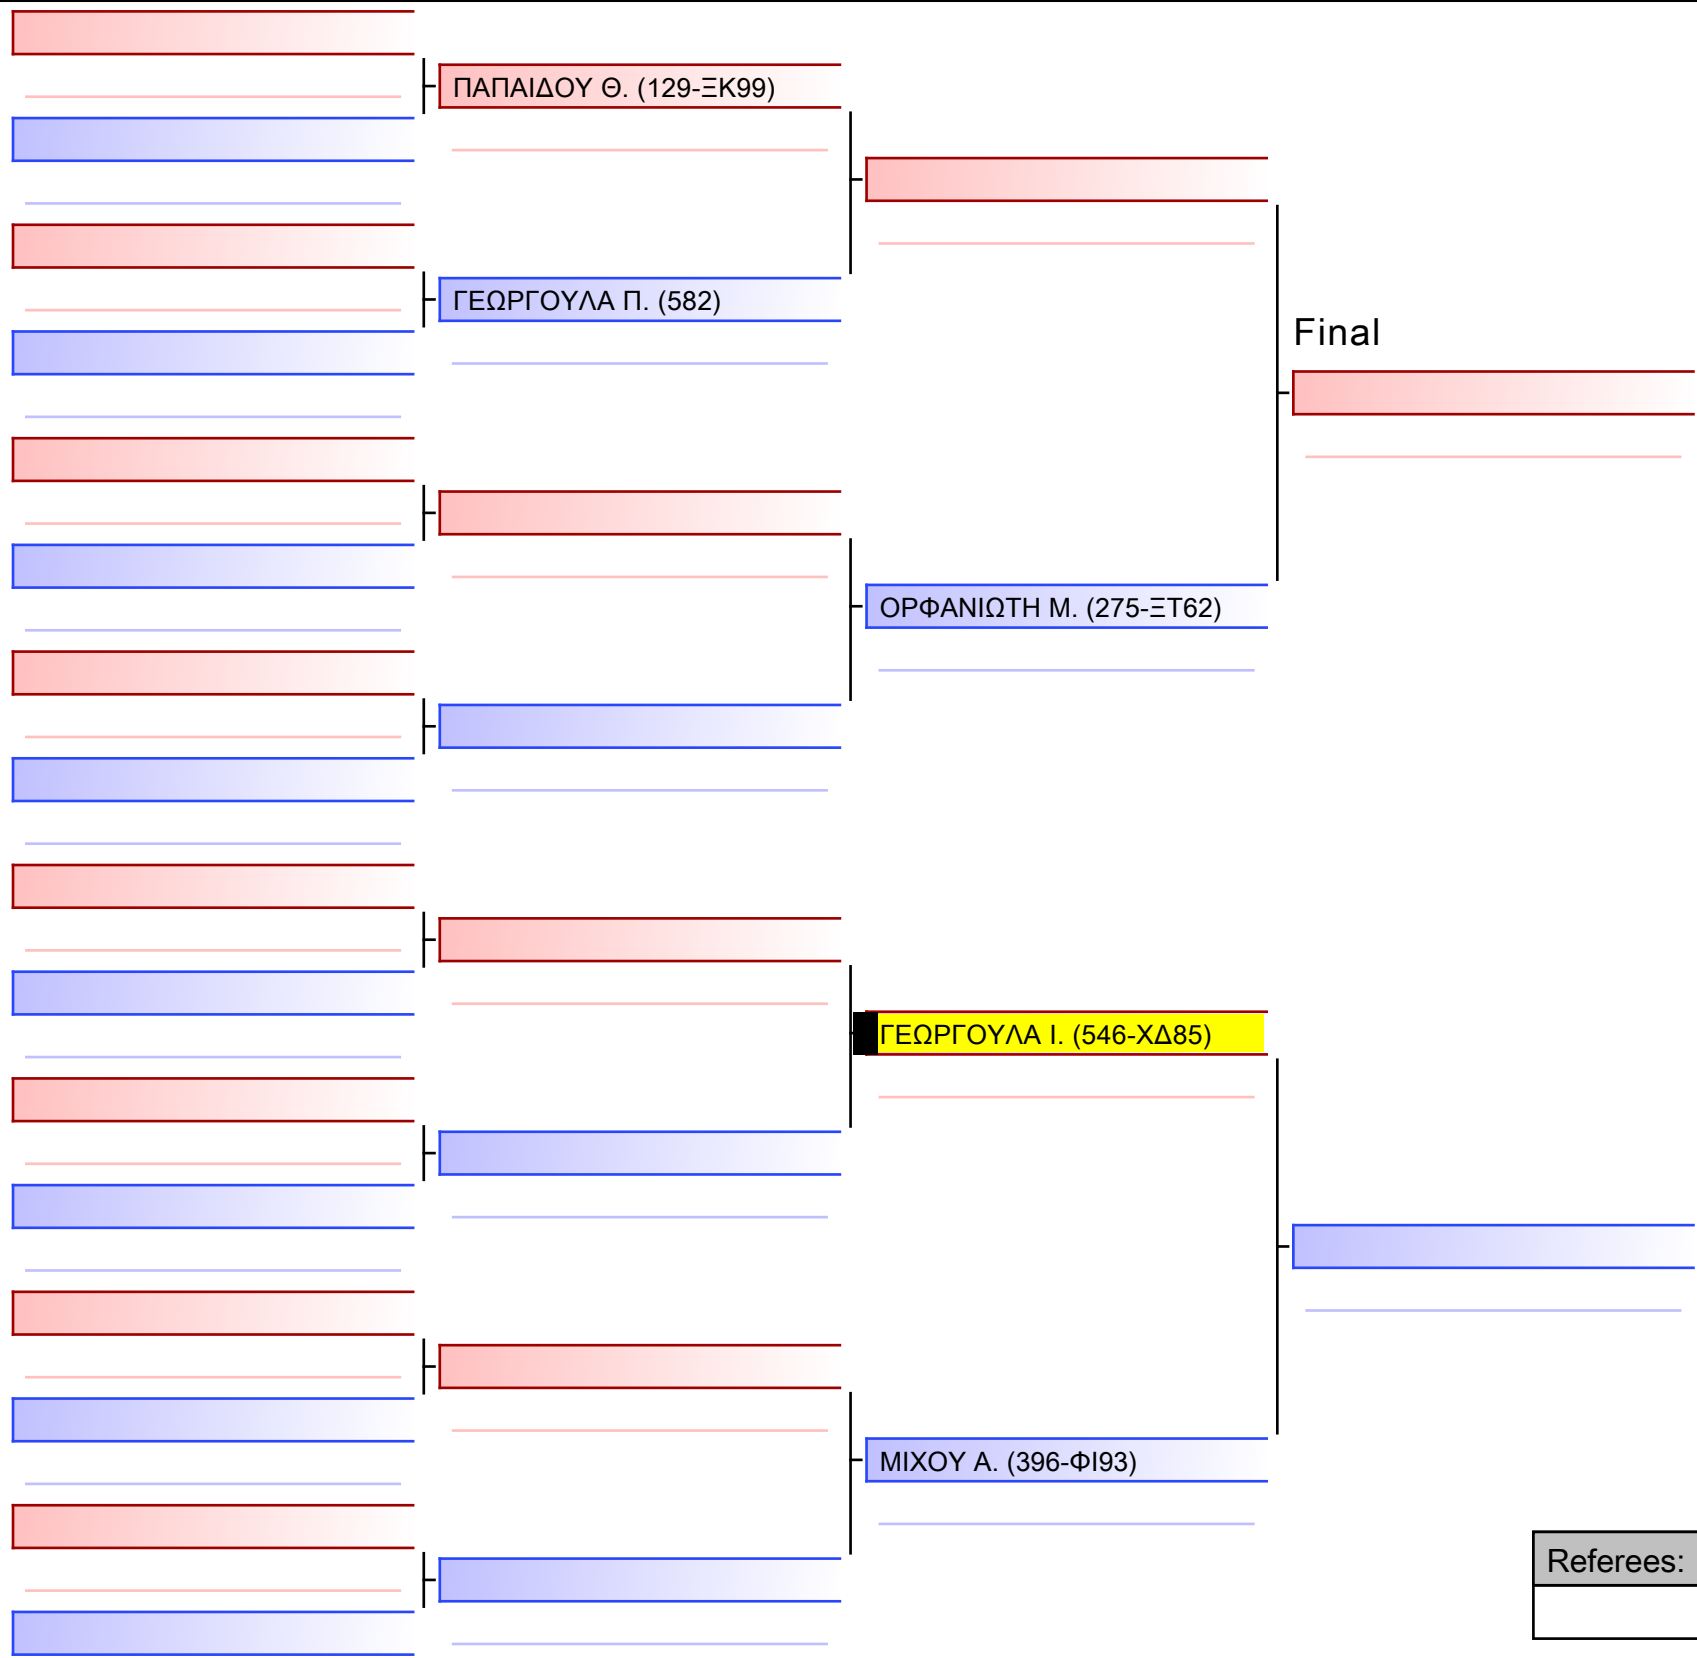 ΠΑΠΑΙΔΟΥ Θ. (129-ΞΚ99)
ΓΕΩΡΓΟΥΛΑ Π. (582)
Final
ΟΡΦΑΝΙΩΤΗ Μ. (275-ΞΤ62)
ΓΕΩΡΓΟΥΛΑ Ι. (546-ΧΔ85)
ΜΙΧΟΥ Α. (396-ΦΙ93)
Referees: